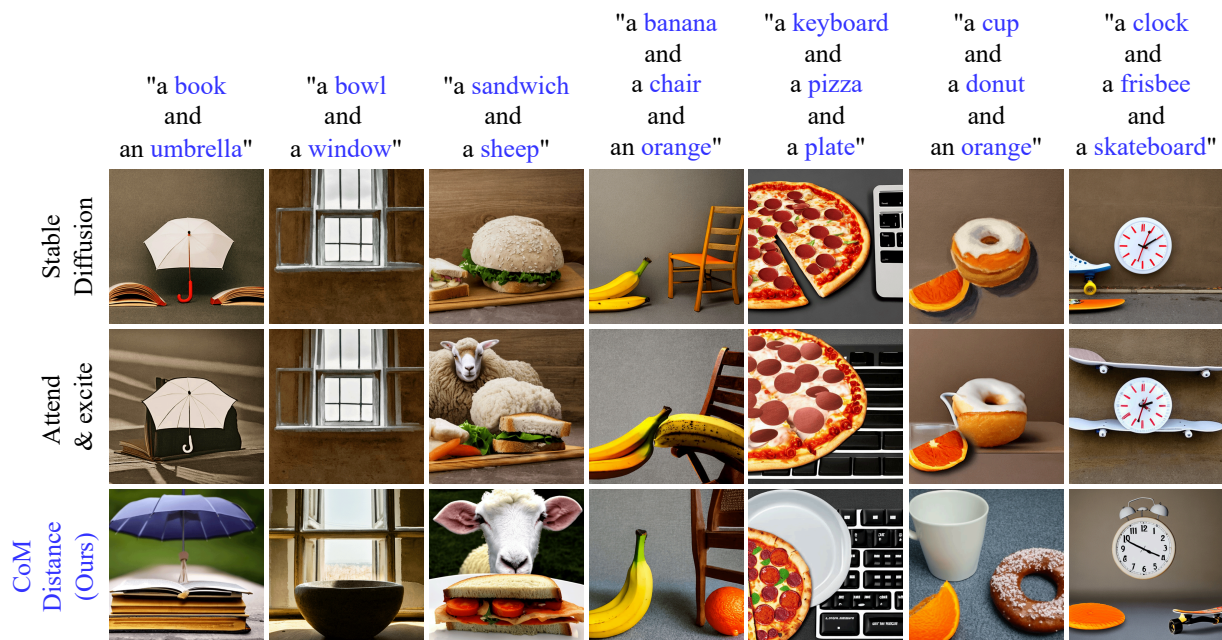 "a book
and
an umbrella"
"a bowl
and
a window"
"a sandwich
and
a sheep"
"a banana
and
a chair
and
an orange"
"a keyboard
and
a pizza
and
a plate"
"a cup
and
a donut
and
an orange"
"a clock
and
a frisbee
and
a skateboard"
Stable
Diffusion
Attend
& excite
CoM
Distance
(Ours)